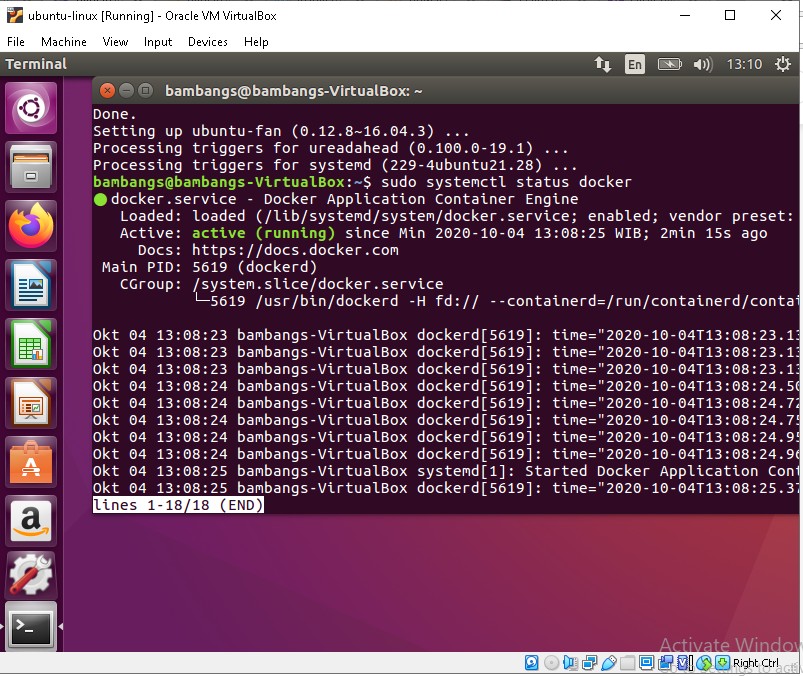 ubuntu-linux [Running] - Oracle VM VirtualBox
File Machine View Input Devices Help
Terminal En 13:10
bambangs@bambangs-VirtualBox: ~
Done.
Setting up ubuntu-fan (0.12.8~16.04.3) ...
Processing triggers for ureadahead (0.100.0-19.1) ...
Processing triggers for systemd (229-4ubuntu21.28) ...
bambangs@bambangs-VirtualBox:~$ sudo systemctl status docker
docker.service - Docker Application Container Engine
Loaded: loaded (/lib/systemd/system/docker.service; enabled; vendor preset:
Active: active (running) since Min 2020-10-04 13:08:25 WIB; 2min 15s ago
Docs: https://docs.docker.com
Main PID: 5619 (dockerd)
CGroup: /system.slice/docker.service
└─5619 /usr/bin/dockerd -H fd:// --containerd=/run/containerd/contai
Okt 04 13:08:23 bambangs-VirtualBox dockerd[5619]: time="2020-10-04T13:08:23.13
Okt 04 13:08:23 bambangs-VirtualBox dockerd[5619]: time="2020-10-04T13:08:23.13
Okt 04 13:08:23 bambangs-VirtualBox dockerd[5619]: time="2020-10-04T13:08:23.13
Okt 04 13:08:24 bambangs-VirtualBox dockerd[5619]: time="2020-10-04T13:08:24.50
Okt 04 13:08:24 bambangs-VirtualBox dockerd[5619]: time="2020-10-04T13:08:24.72
Okt 04 13:08:24 bambangs-VirtualBox dockerd[5619]: time="2020-10-04T13:08:24.75
Okt 04 13:08:24 bambangs-VirtualBox dockerd[5619]: time="2020-10-04T13:08:24.95
Okt 04 13:08:24 bambangs-VirtualBox dockerd[5619]: time="2020-10-04T13:08:24.96
Okt 04 13:08:25 bambangs-VirtualBox systemd[1]: Started Docker Application Cont
Okt 04 13:08:25 bambangs-VirtualBox dockerd[5619]: time="2020-10-04T13:08:25.37
lines 1-18/18 (END)
Activate Window
Right Ctrl